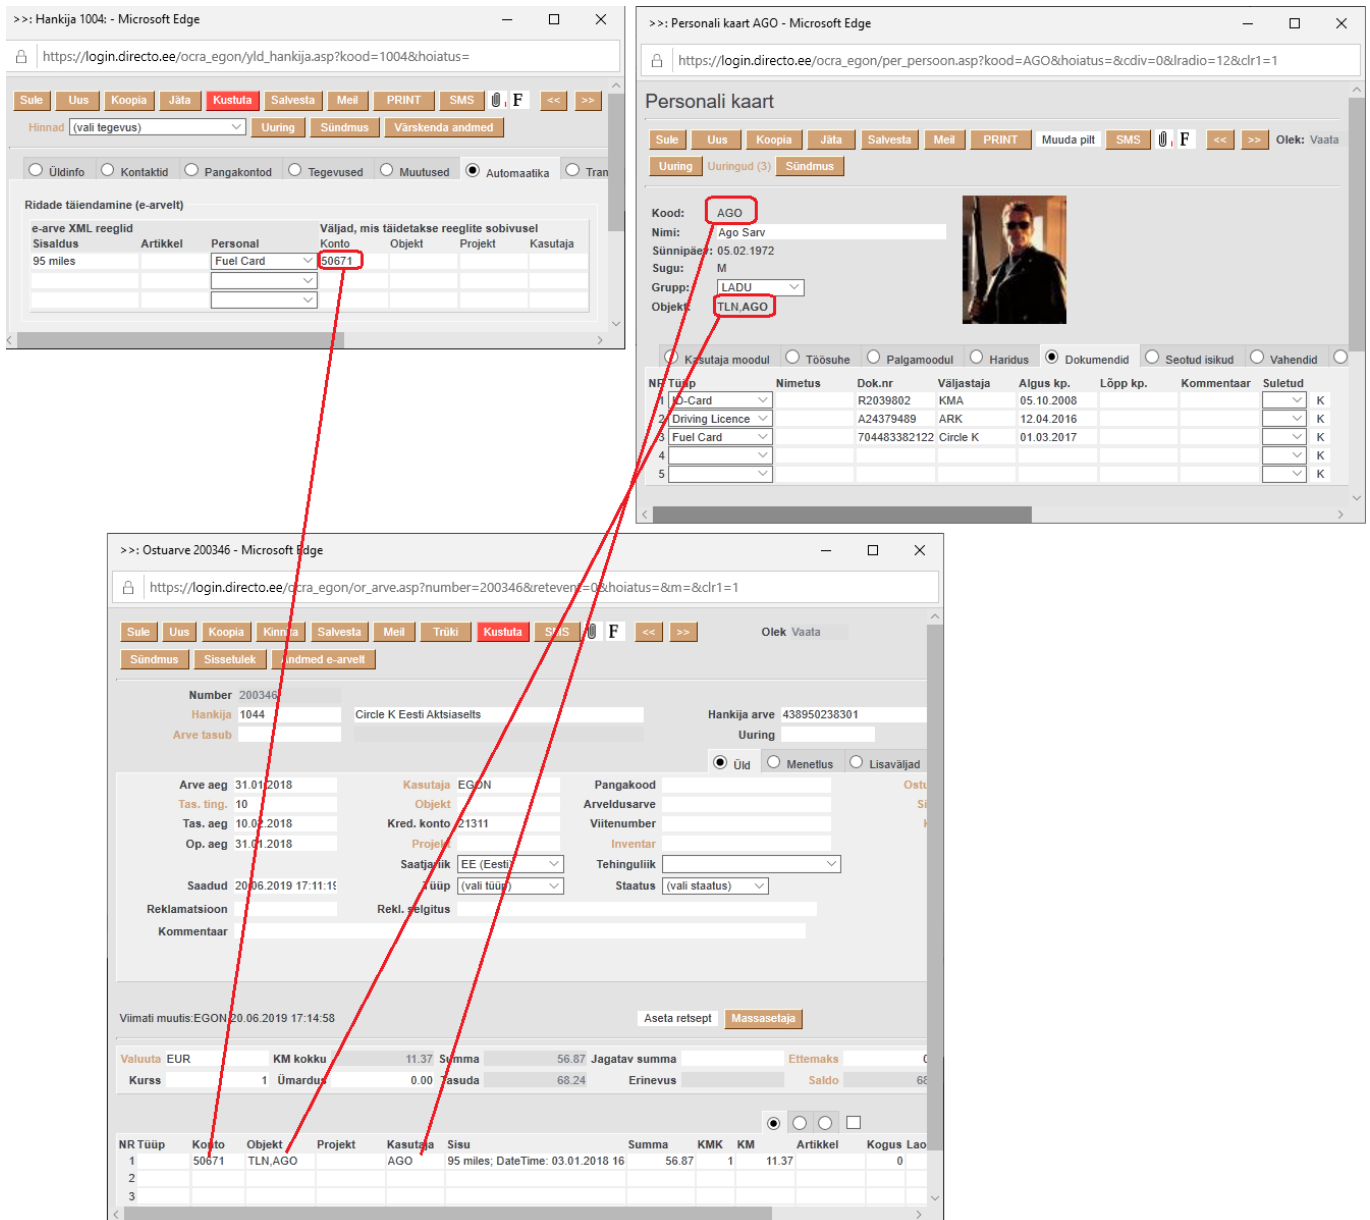 >>: Hankija 1004: - Microsoft Edge
https://login.directo.ee/ocra_egon/yld_hankija.asp?kood=1004&hoiatus=
Sule Uus Koopia Jäta Kustuta Salvesta Meil PRINT SMS F << >>
Hinnad (vali tegevus) Uuring Sündmus Värskenda andmed
Üldinfo Kontaktid Pangakontod Tegevused Muutused Automaatika Tran
Ridade täiendamine (e-arvelt)
e-arve XML reeglid Väljad, mis täidetakse reeglite sobivusel
Sisaldus Artikkel Personal Konto Objekt Projekt Kasutaja
95 miles Fuel Card 50671
>>: Personali kaart AGO - Microsoft Edge
https://login.directo.ee/ocra_egon/per_persoon.asp?kood=AGO&hoiatus=&cdiv=0&lradio=12&clr1=1
Personali kaart
Sule Uus Koopia Jäta Salvesta Meil PRINT Muuda pilt SMS F << >> Olek: Vaata
Uuring Uuringud (3) Sündmus
Kood: AGO
Nimi: Ago Sarv
Sünnipäev: 05.02.1972
Sugu: M
Grupp: LADU
Objekt: TLN,AGO
Kasutaja moodul Töösuhe Palgamoodul Haridus Dokumendid Seotud isikud Vahendid
NR Tüüp Nimetus Dok.nr Väljastaja Algus kp. Lõpp kp. Kommentaar Suletud
1 ID-Card R2039802 KMA 05.10.2008 K
2 Driving Licence A24379489 ARK 12.04.2016 K
3 Fuel Card 704483382122 Circle K 01.03.2017 K
4 K
5 K
>>: Ostuarve 200346 - Microsoft Edge
https://login.directo.ee/ocra_egon/or_arve.asp?number=200346&retevent=0&hoiatus=&m=&clr1=1
Sule Uus Koopia Kinnita Salvesta Meil Trüki Kustuta SMS F << >> Olek Vaata
Sündmus Sissetulek Andmed e-arvelt
Number 200346
Hankija 1044 Circle K Eesti Aktsiaselts Hankija arve 438950238301
Arve tasub Uuring
Üld Menetlus Lisaväljad
Arve aeg 31.01.2018 Kasutaja EGON Pangakood Ostu
Tas. ting. 10 Objekt Arveldusarve Si
Tas. aeg 10.02.2018 Kred. konto 21311 Viitenumber
Op. aeg 31.01.2018 Projekt Inventar
Saatjariik EE (Eesti) Tehinguliik
Saadud 20.06.2019 17:11:19 Tüüp (vali tüüp) Staatus (vali staatus)
Reklamatsioon Rekl. selgitus
Kommentaar
Viimati muutis:EGON 20.06.2019 17:14:58 Aseta retsept Massasetaja
Valuuta EUR KM kokku 11.37 Summa 56.87 Jagatav summa Ettemaks 0
Kurss 1 Ümardus 0.00 Tasuda 68.24 Erinevus Saldo 68
NR Tüüp Konto Objekt Projekt Kasutaja Sisu Summa KMK KM Artikkel Kogus Lao
1 50671 TLN,AGO AGO 95 miles; DateTime: 03.01.2018 16 56.87 1 11.37 0
2
3